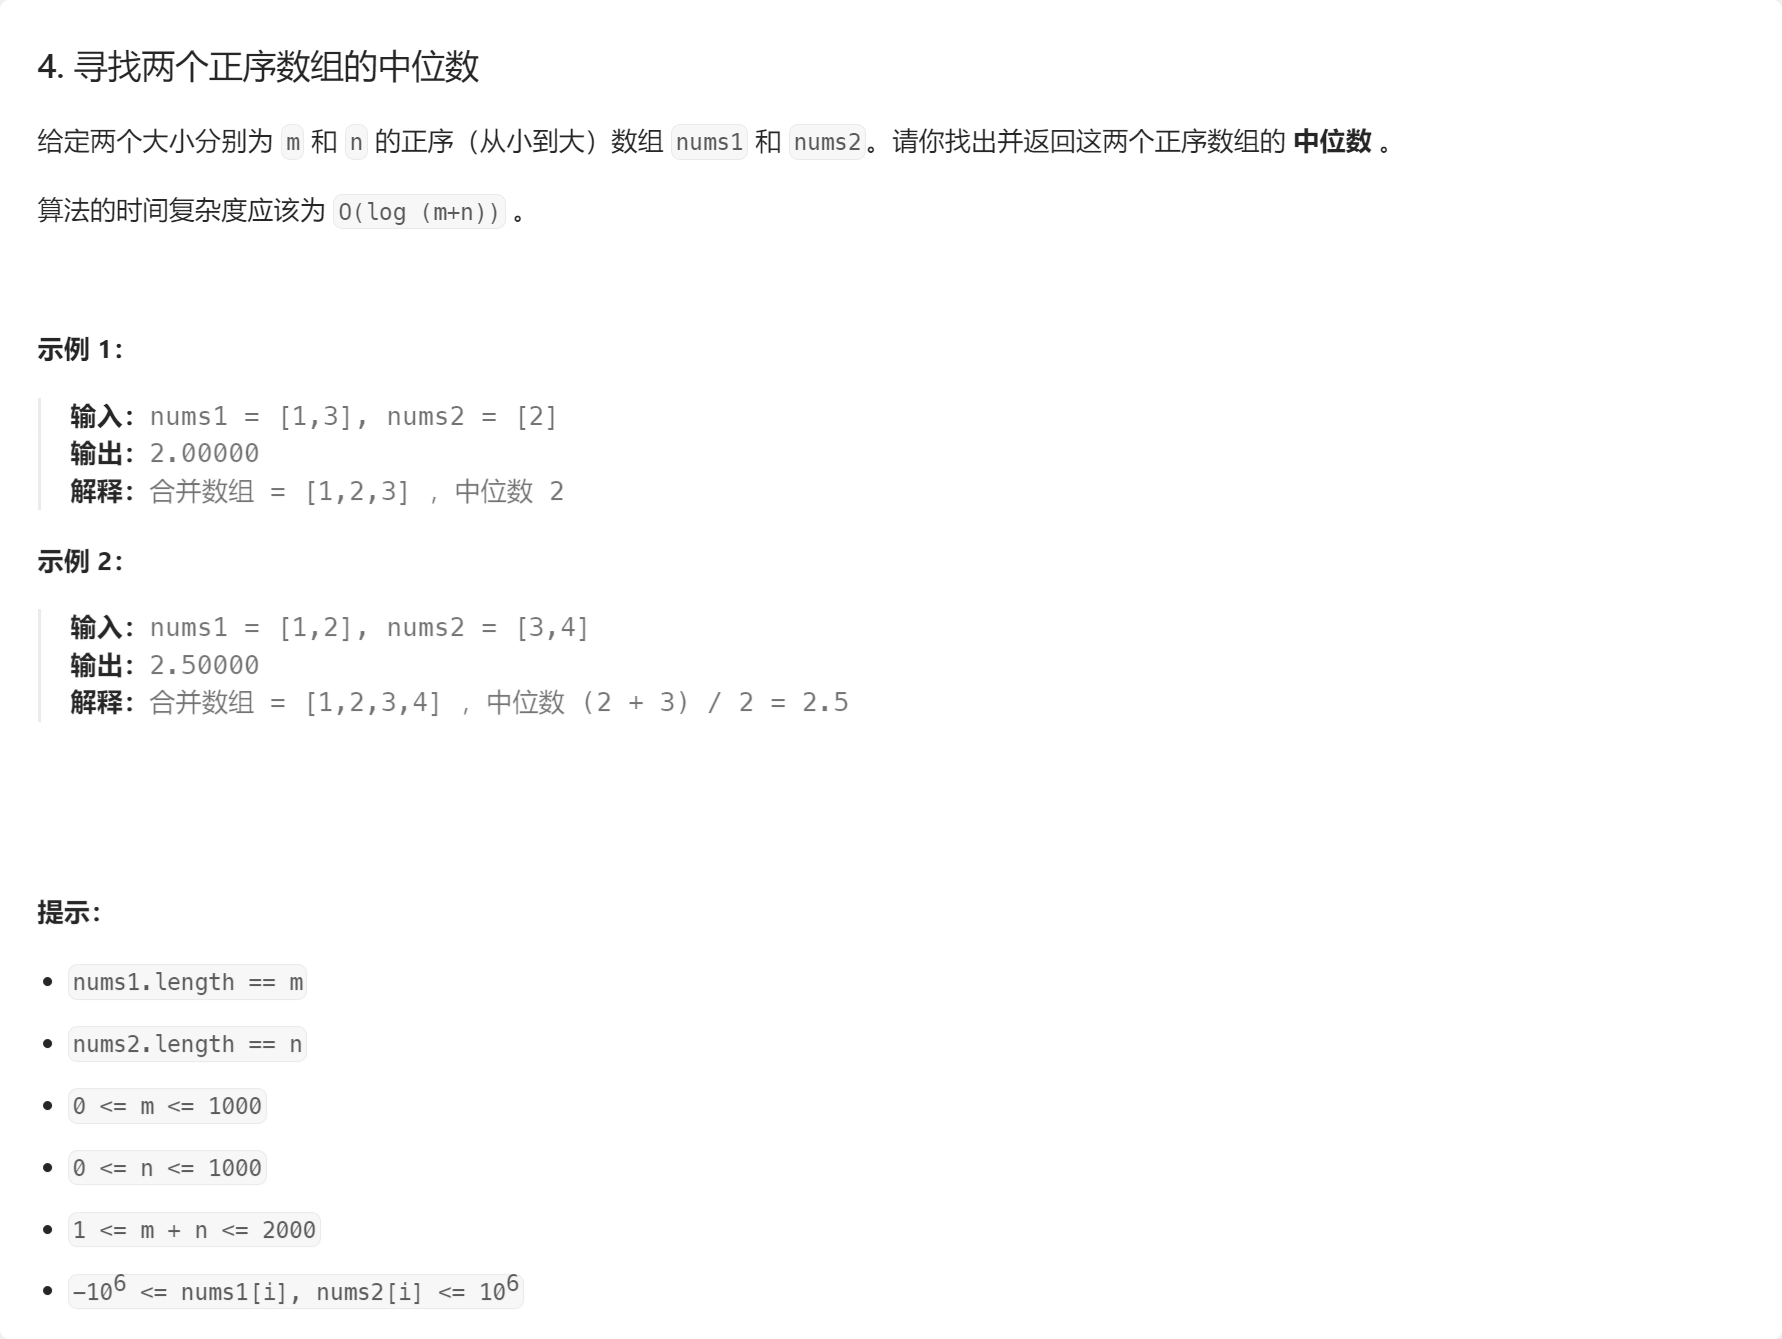 4. 寻找两个正序数组的中位数
给定两个大小分别为 m 和 n 的正序（从小到大）数组 nums1 和 nums2。请你找出并返回这两个正序数组的 中位数 。
算法的时间复杂度应该为 O(log (m+n)) 。
示例 1：
输入：nums1 = [1,3], nums2 = [2]
输出：2.00000
解释：合并数组 = [1,2,3] ，中位数 2
示例 2：
输入：nums1 = [1,2], nums2 = [3,4]
输出：2.50000
解释：合并数组 = [1,2,3,4] ，中位数 (2 + 3) / 2 = 2.5
提示：
• nums1.length == m
• nums2.length == n
• 0 <= m <= 1000
• 0 <= n <= 1000
• 1 <= m + n <= 2000
• -10⁶ <= nums1[i], nums2[i] <= 10⁶